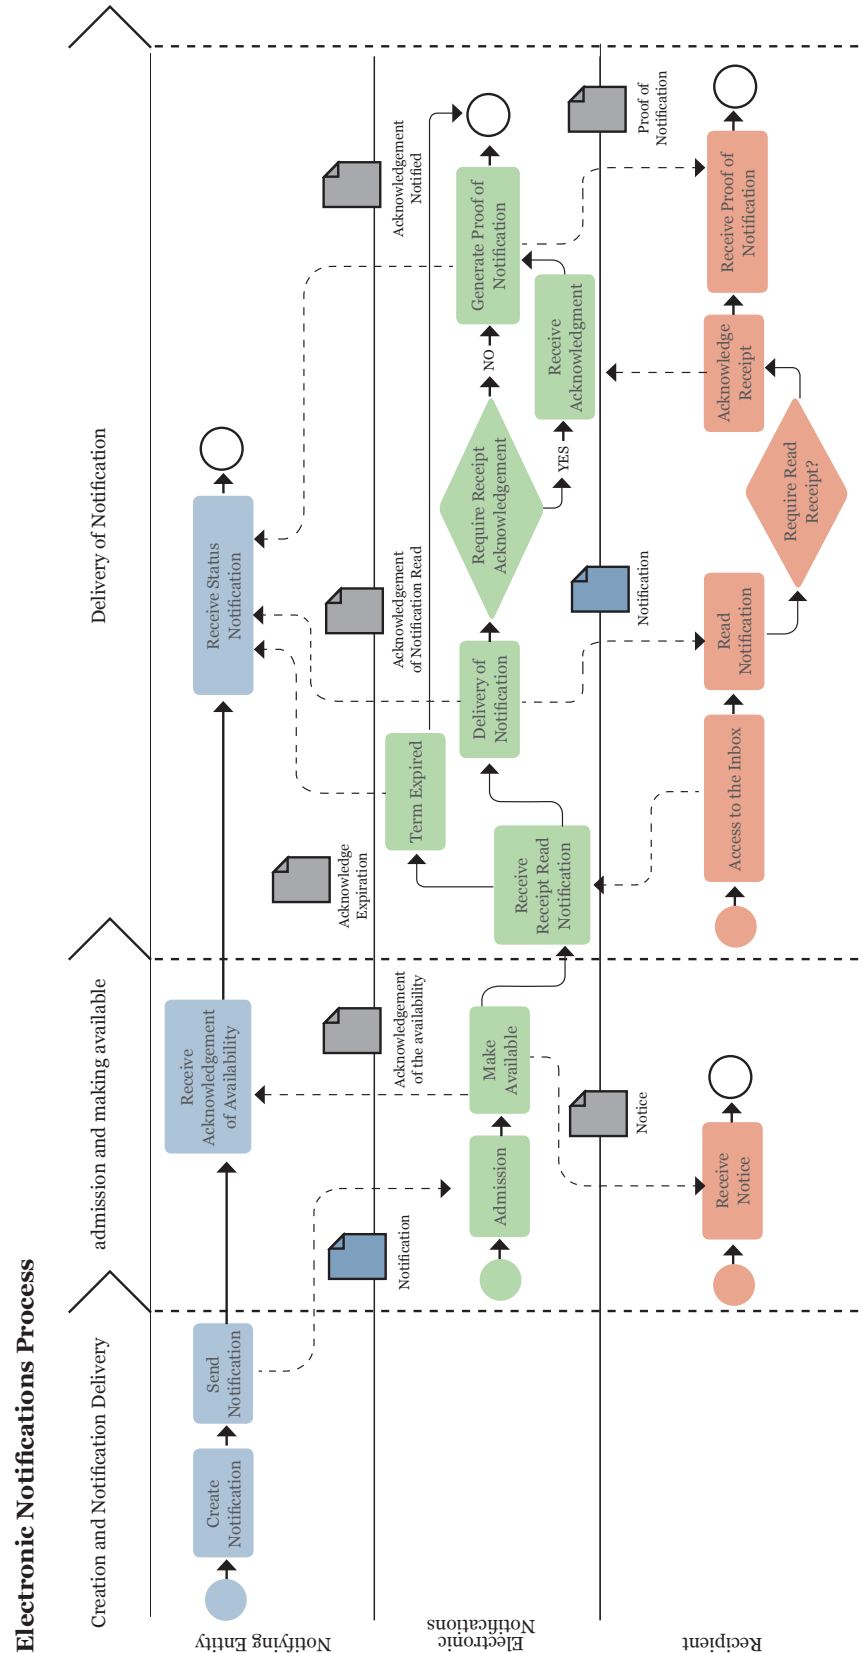 Electronic Notifications Process
Creation and Notification Delivery
admission and making available
Delivery of Notification
Notifying Entity
Create
Notification
Send
Notification
Receive
Acknowledgement
of Availability
Receive Status
Notification
Notification
Acknowledgement
of the availability
Acknowledge
Expiration
Acknowledgement
of Notification Read
Acknowledgement
Notified
Electronic
Notifications
Admission
Make
Available
Receive
Receipt Read
Notification
Term Expired
Delivery of
Notification
Require Receipt
Acknowledgement
NO
YES
Receive
Acknowledgment
Generate Proof of
Notification
Notice
Notification
Proof of
Notification
Recipient
Receive
Notice
Access to the Inbox
Read
Notification
Require Read
Receipt?
Acknowledge
Receipt
Receive Proof of
Notification